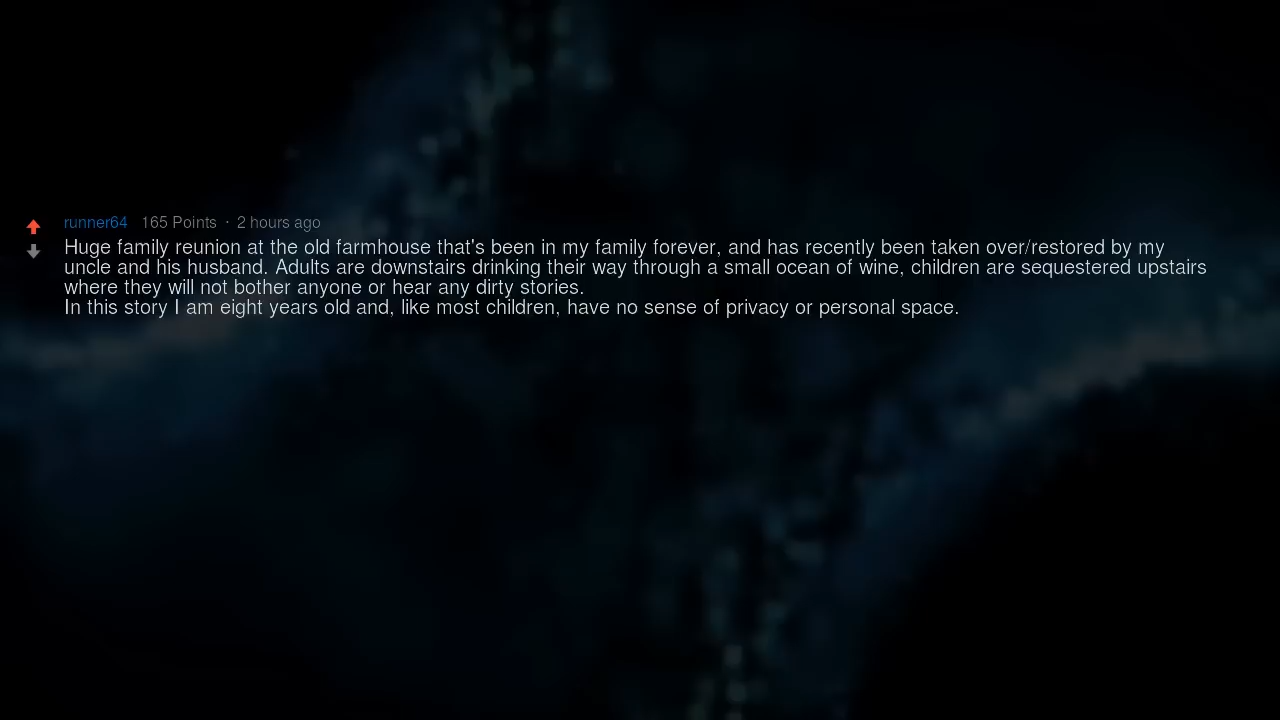 runner64 165 Points · 2 hours ago
Huge family reunion at the old farmhouse that's been in my family forever, and has recently been taken over/restored by my
uncle and his husband. Adults are downstairs drinking their way through a small ocean of wine, children are sequestered upstairs
where they will not bother anyone or hear any dirty stories.
In this story I am eight years old and, like most children, have no sense of privacy or personal space.